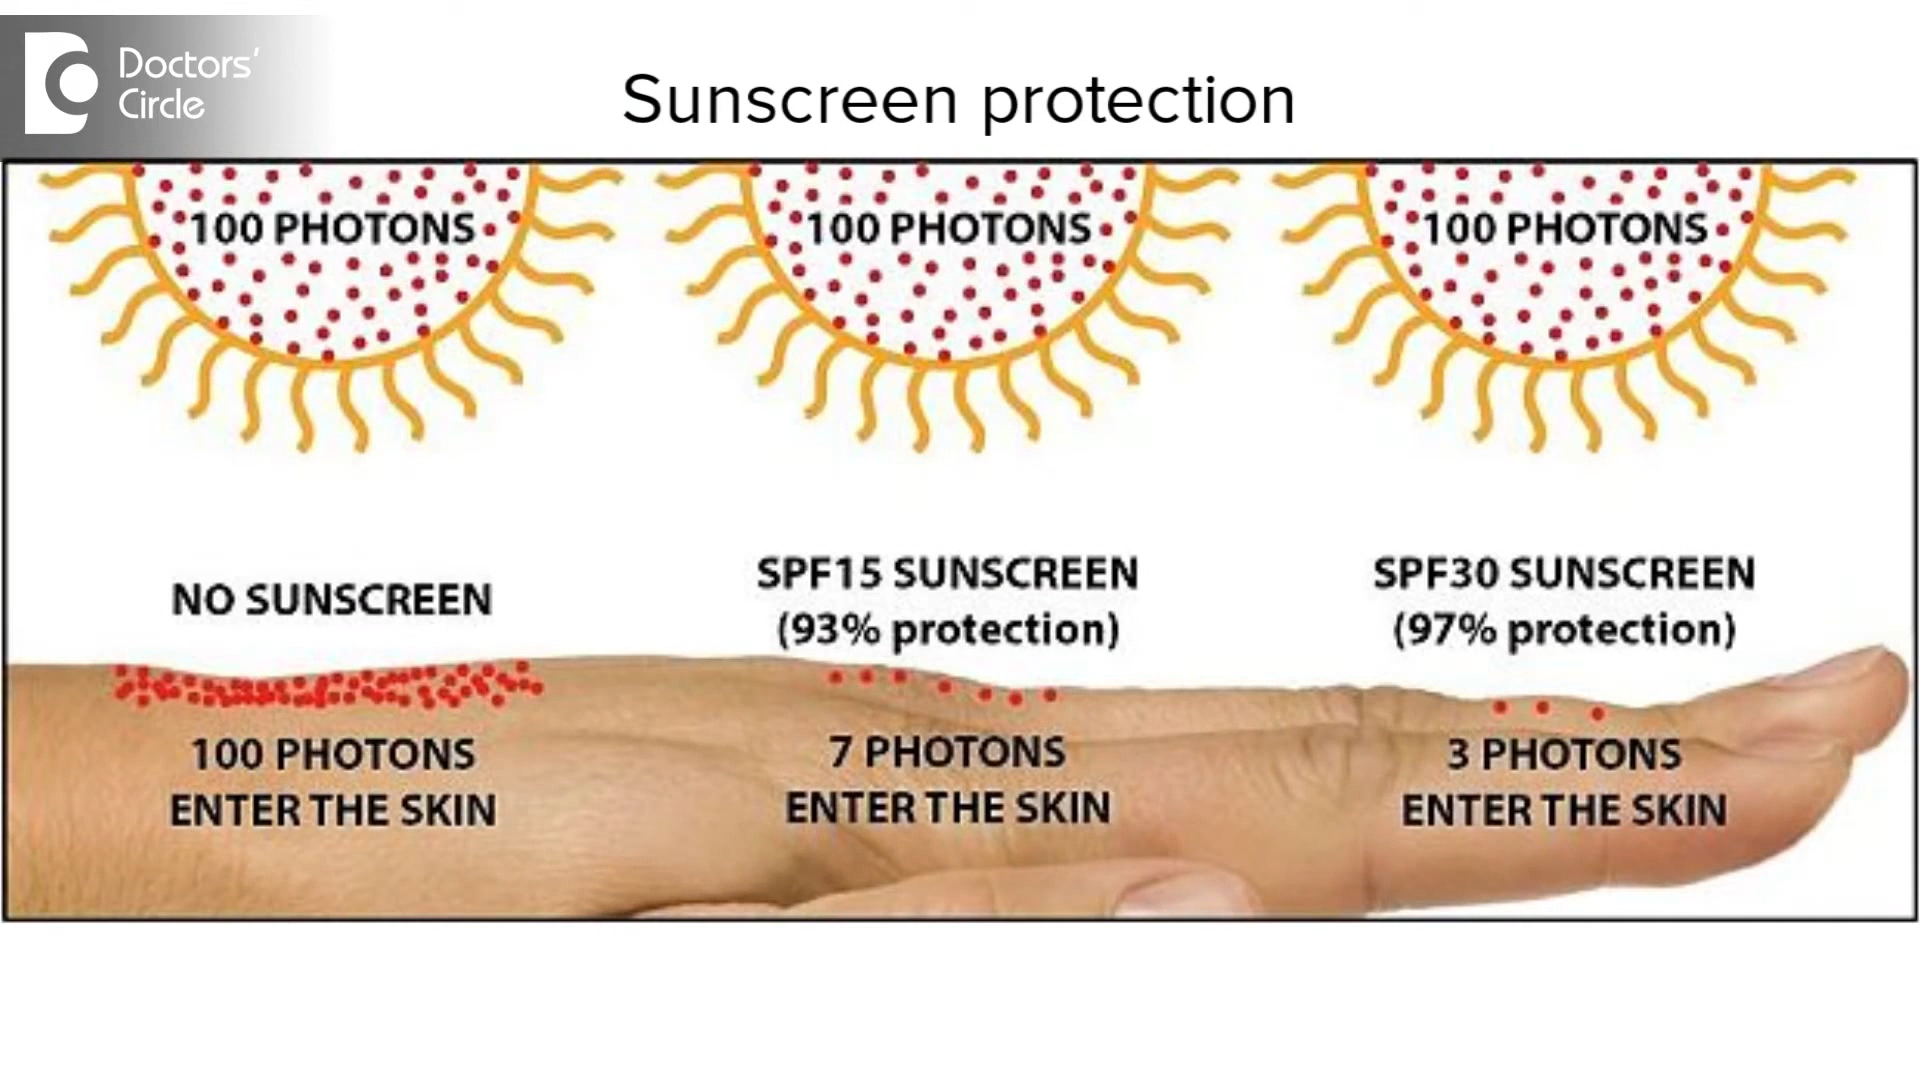 Doctors'
Circle
Sunscreen protection
100 PHOTONS
100 PHOTONS
100 PHOTONS
NO SUNSCREEN
SPF15 SUNSCREEN
(93% protection)
SPF30 SUNSCREEN
(97% protection)
100 PHOTONS
ENTER THE SKIN
7 PHOTONS
ENTER THE SKIN
3 PHOTONS
ENTER THE SKIN